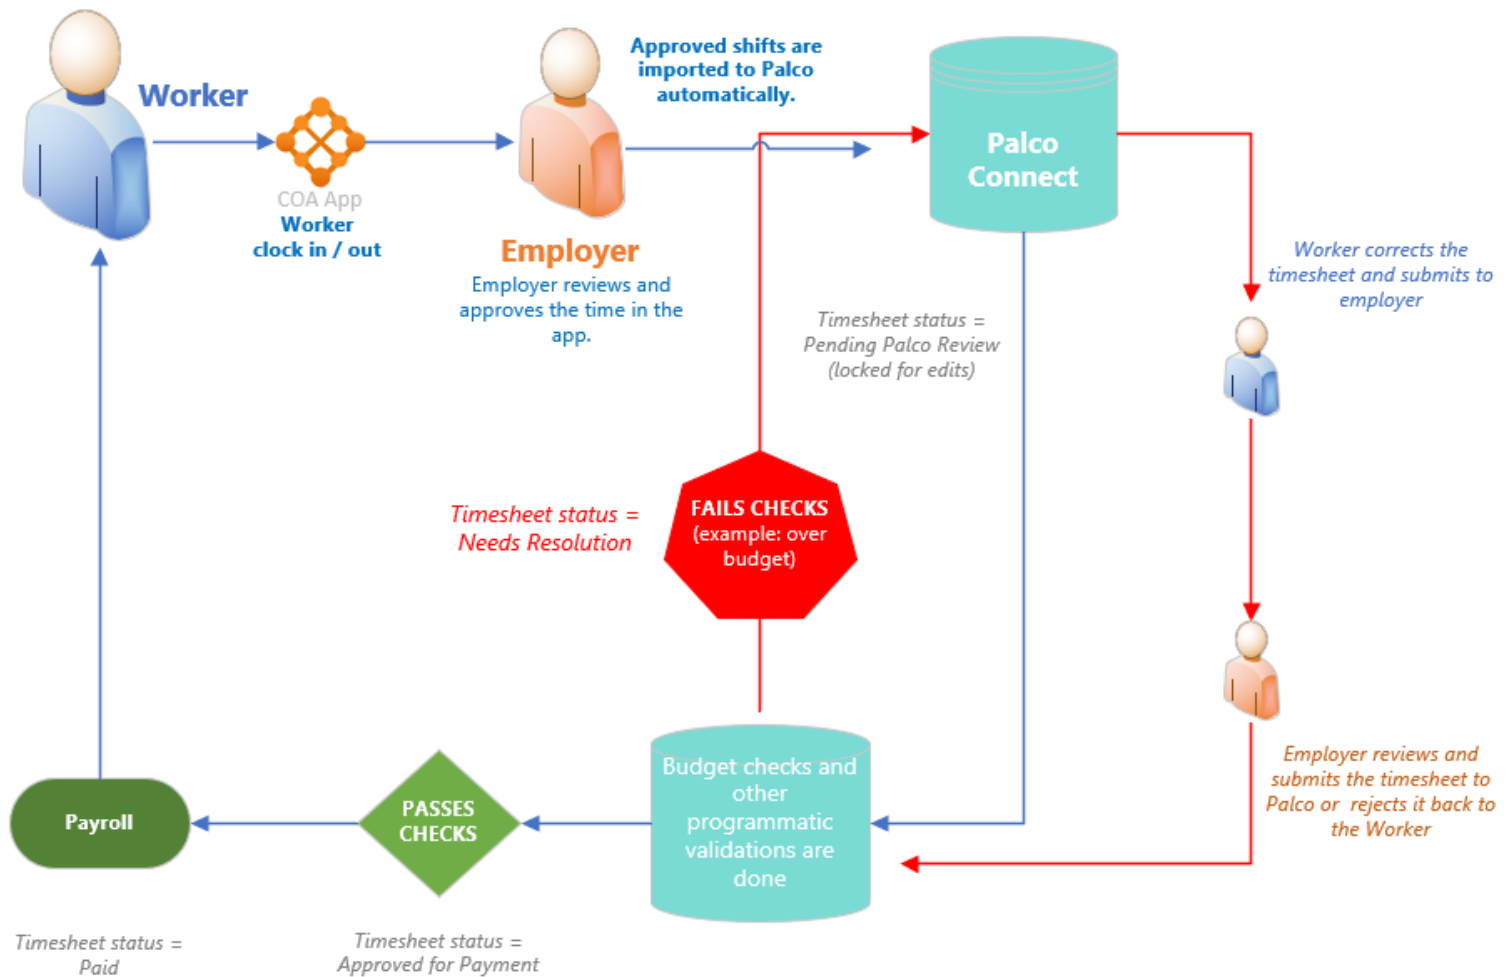 Worker
COA App
Worker
clock in / out
Employer
Employer reviews and
approves the time in the
app.
Approved shifts are
imported to Palco
automatically.
Palco
Connect
Worker corrects the
timesheet and submits to
employer
Timesheet status =
Pending Palco Review
(locked for edits)
FAILS CHECKS
(example: over
budget)
Timesheet status =
Needs Resolution
Employer reviews and
submits the timesheet to
Palco or rejects it back to
the Worker
Budget checks and
other
programmatic
validations are
done
PASSES
CHECKS
Payroll
Timesheet status =
Approved for Payment
Timesheet status =
Paid